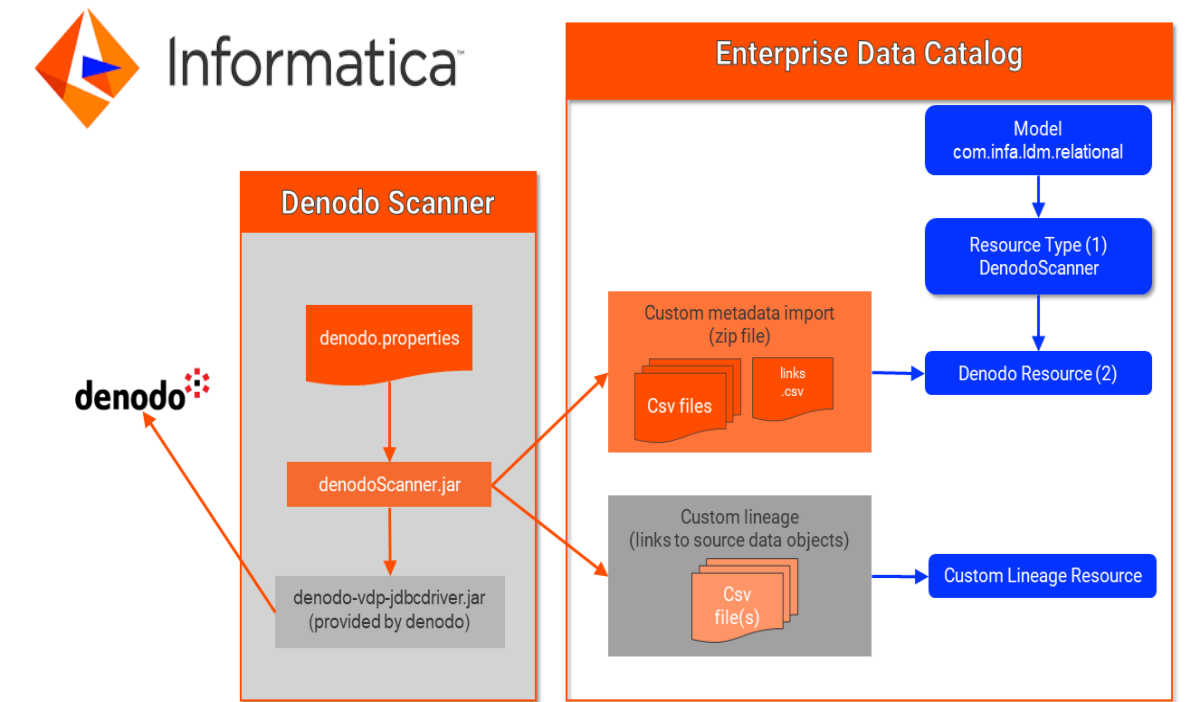 Informatica™
Enterprise Data Catalog
Model
com.infa.ldm.relational
Denodo Scanner
Resource Type (1)
DenodoScanner
denodo.properties
Custom metadata import
(zip file)
Csv files
links
.csv
Denodo Resource (2)
denodo
denodoScanner.jar
Custom lineage
(links to source data objects)
Csv
file(s)
Custom Lineage Resource
denodo-vdp-jdbcdriver.jar
(provided by denodo)